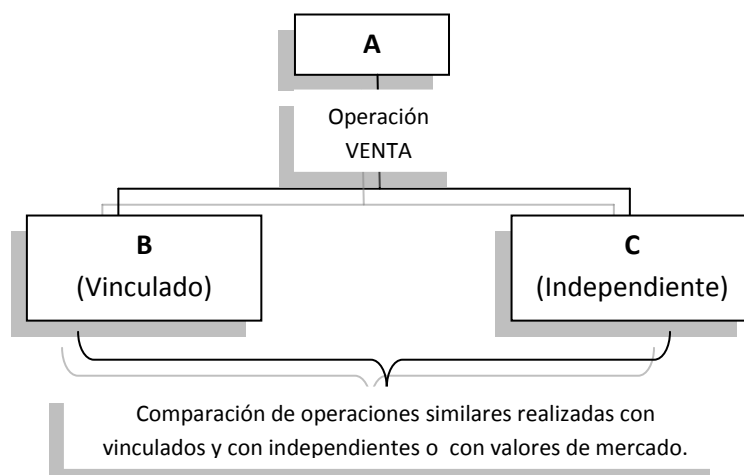 A
Operación
VENTA
B
(Vinculado)
C
(Independiente)
Comparación de operaciones similares realizadas con
vinculados y con independientes o con valores de mercado.